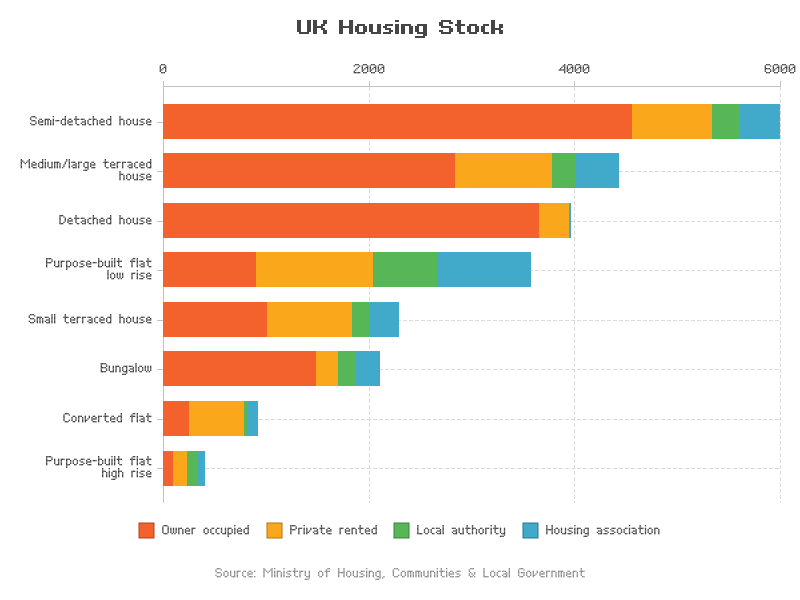 UK Housing Stock
0 2000 4000 6000
Semi-detached house
Medium/large terraced
house
Detached house
Purpose-built flat
low rise
Small terraced house
Bungalow
Converted flat
Purpose-built flat
high rise
Owner occupied Private rented Local authority Housing association
Source: Ministry of Housing, Communities & Local Government